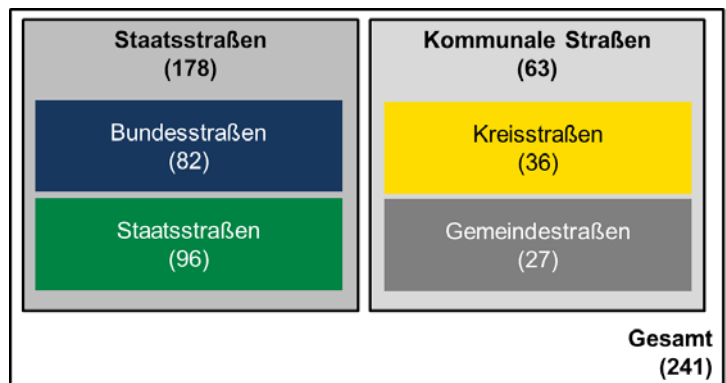 Staatsstraßen
(178)
Bundesstraßen
(82)
Staatsstraßen
(96)
Kommunale Straßen
(63)
Kreisstraßen
(36)
Gemeindestraßen
(27)
Gesamt
(241)